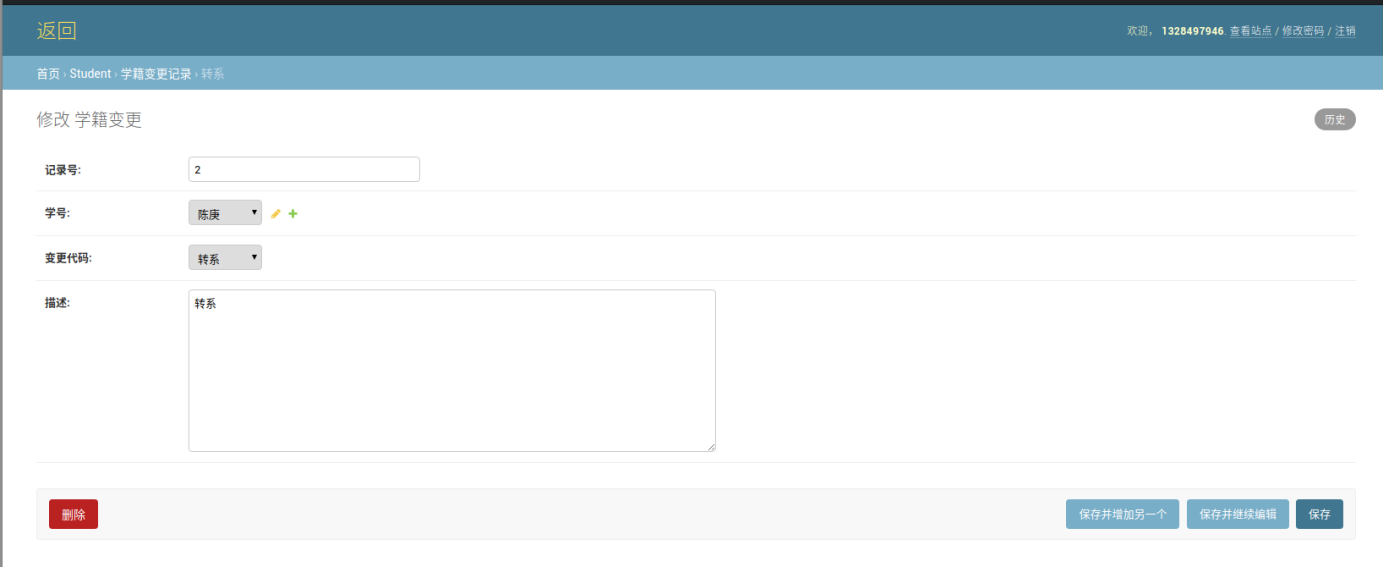 返回
欢迎， 1328497946. 查看站点 / 修改密码 / 注销
首页 › Student › 学籍变更记录 › 转系
修改 学籍变更
历史
记录号: 2
学号: 陈庚
变更代码: 转系
描述: 转系
删除 保存并增加另一个 保存并继续编辑 保存